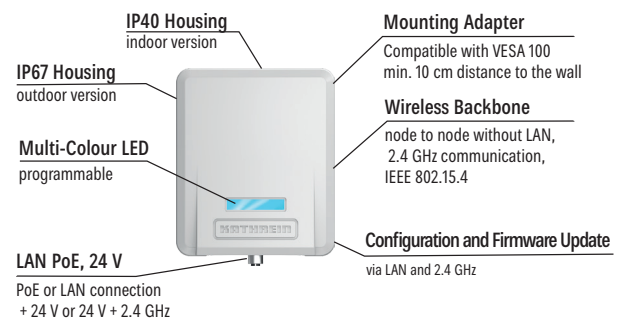 IP40 Housing
indoor version
IP67 Housing
outdoor version
Multi-Colour LED
programmable
LAN PoE, 24 V
PoE or LAN connection
+ 24 V or 24 V + 2.4 GHz
KATHREIN
Mounting Adapter
Compatible with VESA 100
min. 10 cm distance to the wall
Wireless Backbone
node to node without LAN,
2.4 GHz communication,
IEEE 802.15.4
Configuration and Firmware Update
via LAN and 2.4 GHz